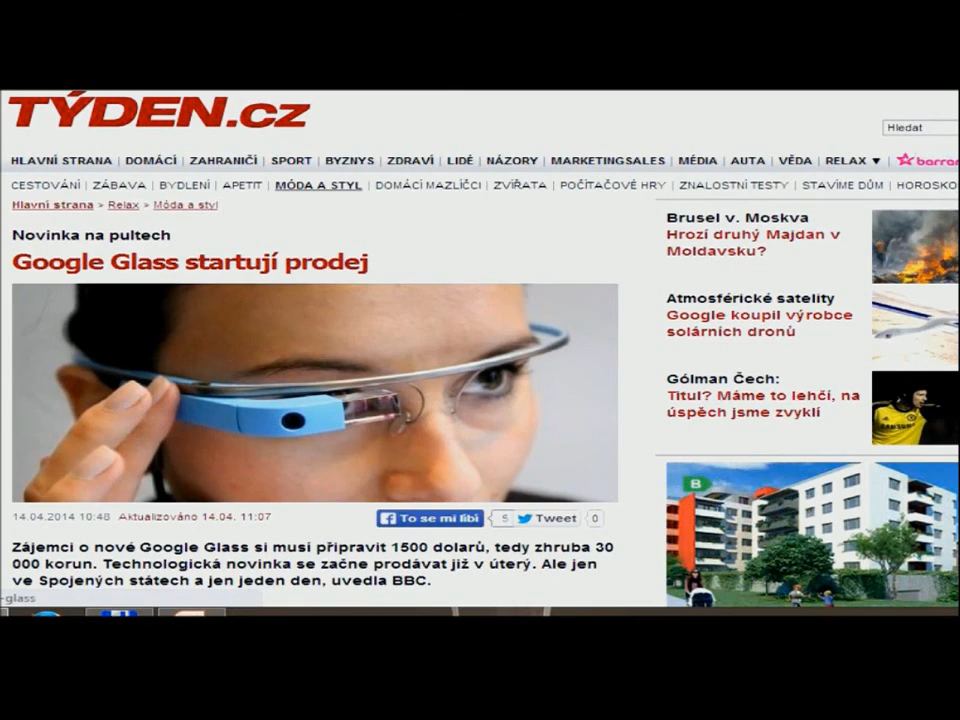 TÝDEN.cz
Hledat
HLAVNÍ STRANA | DOMÁCÍ | ZAHRANIČÍ | SPORT | BYZNYS | ZDRAVÍ | LIDÉ | NÁZORY | MARKETINGSALES | MÉDIA | AUTA | VĚDA | RELAX ▼ |
CESTOVÁNÍ | ZÁBAVA | BYDLENÍ | APETIT | MÓDA A STYL | DOMÁCÍ MAZLÍČCI | ZVÍŘATA | POČÍTAČOVÉ HRY | ZNALOSTNÍ TESTY | STAVÍME DŮM | HOROSKO
Hlavní strana > Relax > Móda a styl
Novinka na pultech
Google Glass startují prodej
14.04.2014 10:48 Aktualizováno 14.04. 11:07
To se mi líbí 5 Tweet 0
Zájemci o nové Google Glass si musí připravit 1500 dolarů, tedy zhruba 30
000 korun. Technologická novinka se začne prodávat již v úterý. Ale jen
ve Spojených státech a jen jeden den, uvedla BBC.
-glass
Brusel v. Moskva
Hrozí druhý Majdan v
Moldavsku?
Atmosférické satelity
Google koupil výrobce
solárních dronů
Gólman Čech:
Titul? Máme to lehčí, na
úspěch jsme zvyklí
SAMSUNG
B